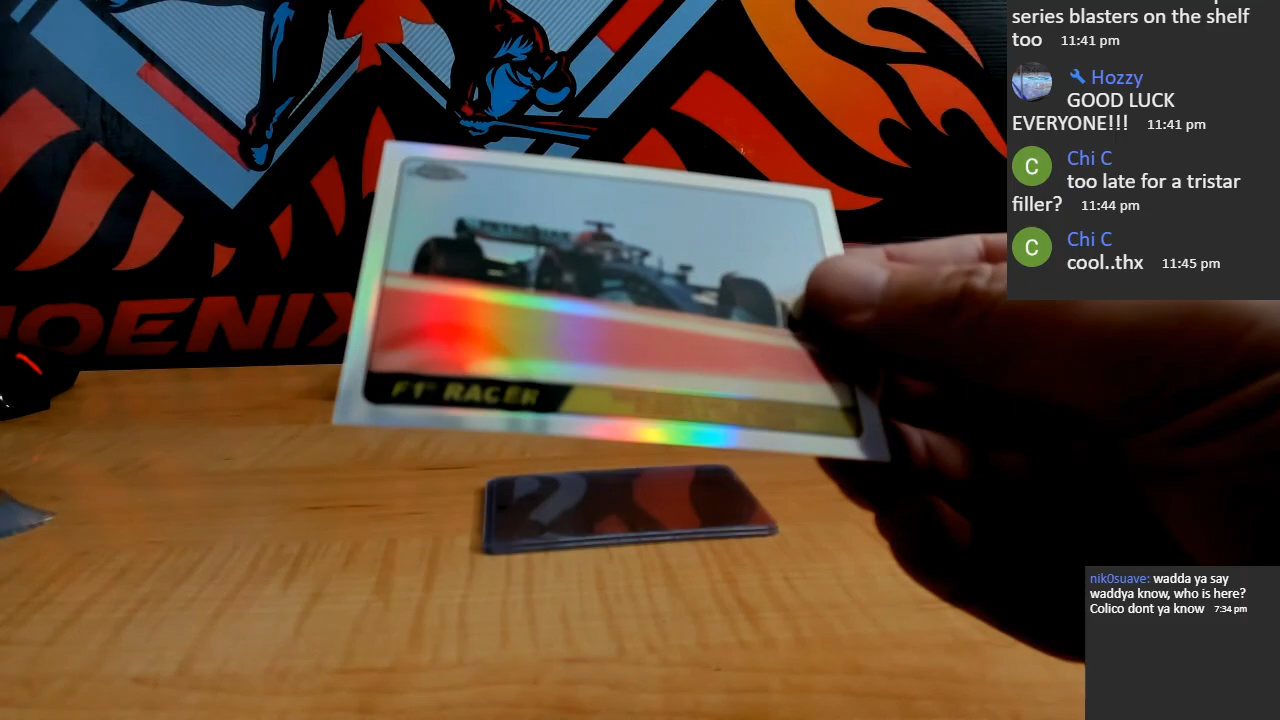 series blasters on the shelf
too 11:41 pm
Hozzy
GOOD LUCK
EVERYONE!!! 11:41 pm
Chi C
too late for a tristar
filler? 11:44 pm
Chi C
cool..thx 11:45 pm
C
C
PETRONAS
HOENIX
F1® RACER
nik0suave: wadda ya say
waddya know, who is here?
Colico dont ya know 7:34 pm